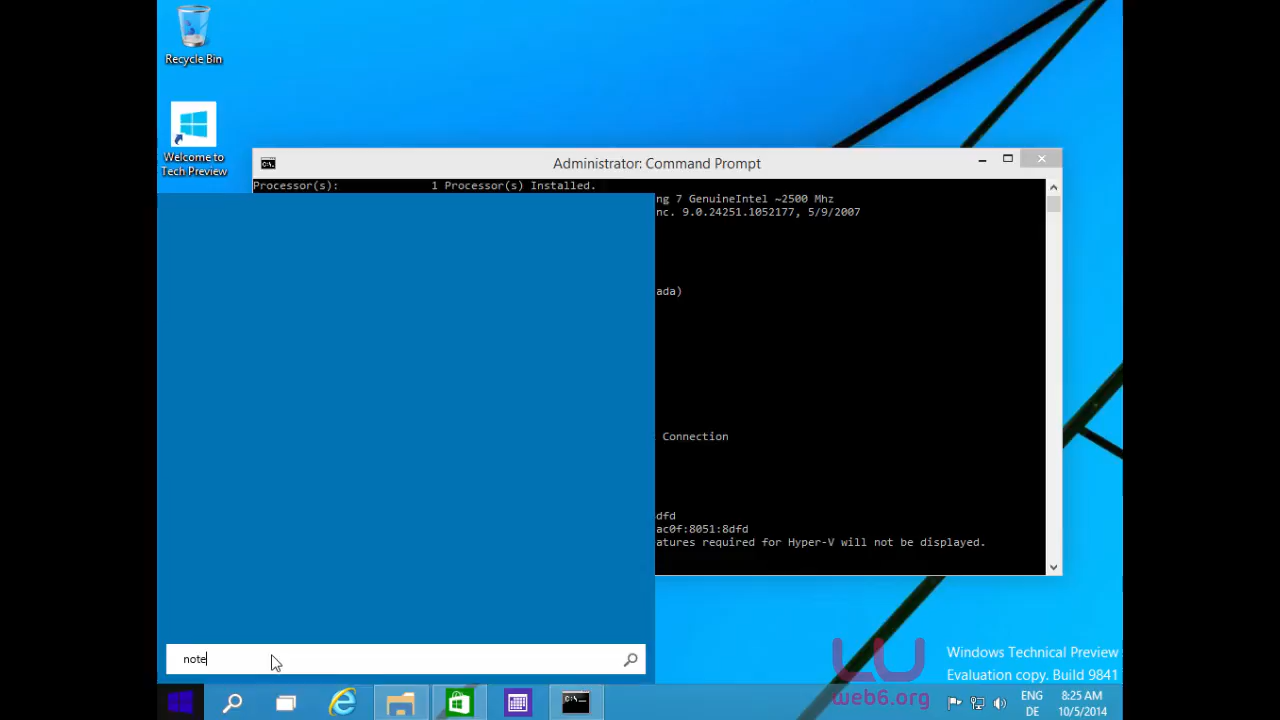 Recycle Bin
Welcome to
Tech Preview
Administrator: Command Prompt
Processor(s): 1 Processor(s) Installed.
ng 7 GenuineIntel ~2500 Mhz
nc. 9.0.24251.1052177, 5/9/2007
ada)
Connection
dfd
ac0f:8051:8dfd
atures required for Hyper-V will not be displayed.
note
LU
web6.org
Windows Technical Preview
Evaluation copy. Build 9841
ENG
DE
8:25 AM
10/5/2014